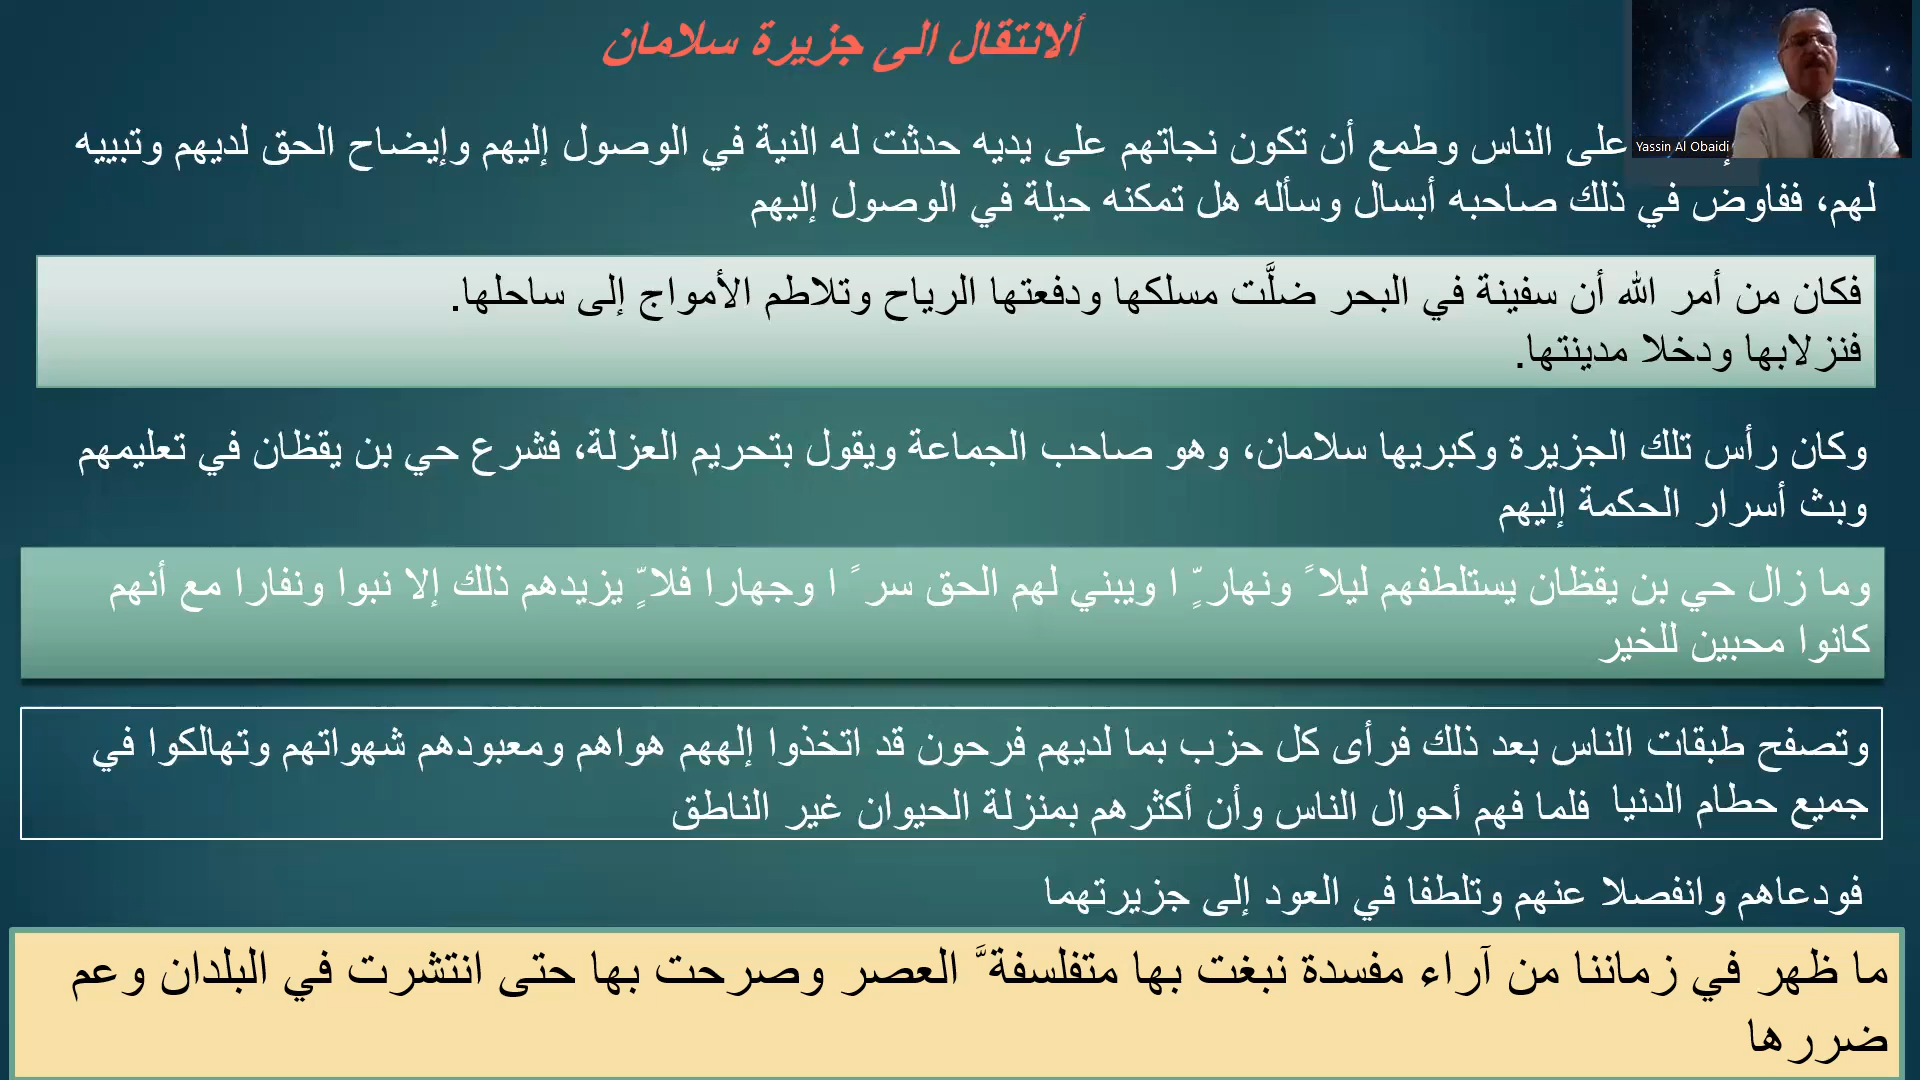 ألانتقال الى جزيرة سلامان
على الناس وطمع أن تكون نجاتهم على يديه حدثت له النية في الوصول إليهم وإيضاح الحق لديهم وتبييه
لهم، ففاوض في ذلك صاحبه أبسال وسأله هل تمكنه حيلة في الوصول إليهم
Yassin Al Obaidi
فكان من أمر الله أن سفينة في البحر ضلَّت مسلكها ودفعتها الرياح وتلاطم الأمواج إلى ساحلها.
فنزلابها ودخلا مدينتها.
وكان رأس تلك الجزيرة وكبريها سلامان، وهو صاحب الجماعة ويقول بتحريم العزلة، فشرع حي بن يقظان في تعليمهم
وبث أسرار الحكمة إليهم
وما زال حي بن يقظان يستلطفهم ليلا ً ونهار ٍّ ا ويبني لهم الحق سر ً ا وجهارا فلا ٍّ يزيدهم ذلك إلا نبوا ونفارا مع أنهم
كانوا محبين للخير
وتصفح طبقات الناس بعد ذلك فرأى كل حزب بما لديهم فرحون قد اتخذوا إلههم هواهم ومعبودهم شهواتهم وتهالكوا في
جميع حطام الدنيا فلما فهم أحوال الناس وأن أكثرهم بمنزلة الحيوان غير الناطق
فودعاهم وانفصلا عنهم وتلطفا في العود إلى جزيرتهما
ما ظهر في زماننا من آراء مفسدة نبغت بها متفلسفة َّ العصر وصرحت بها حتى انتشرت في البلدان وعم
ضررها